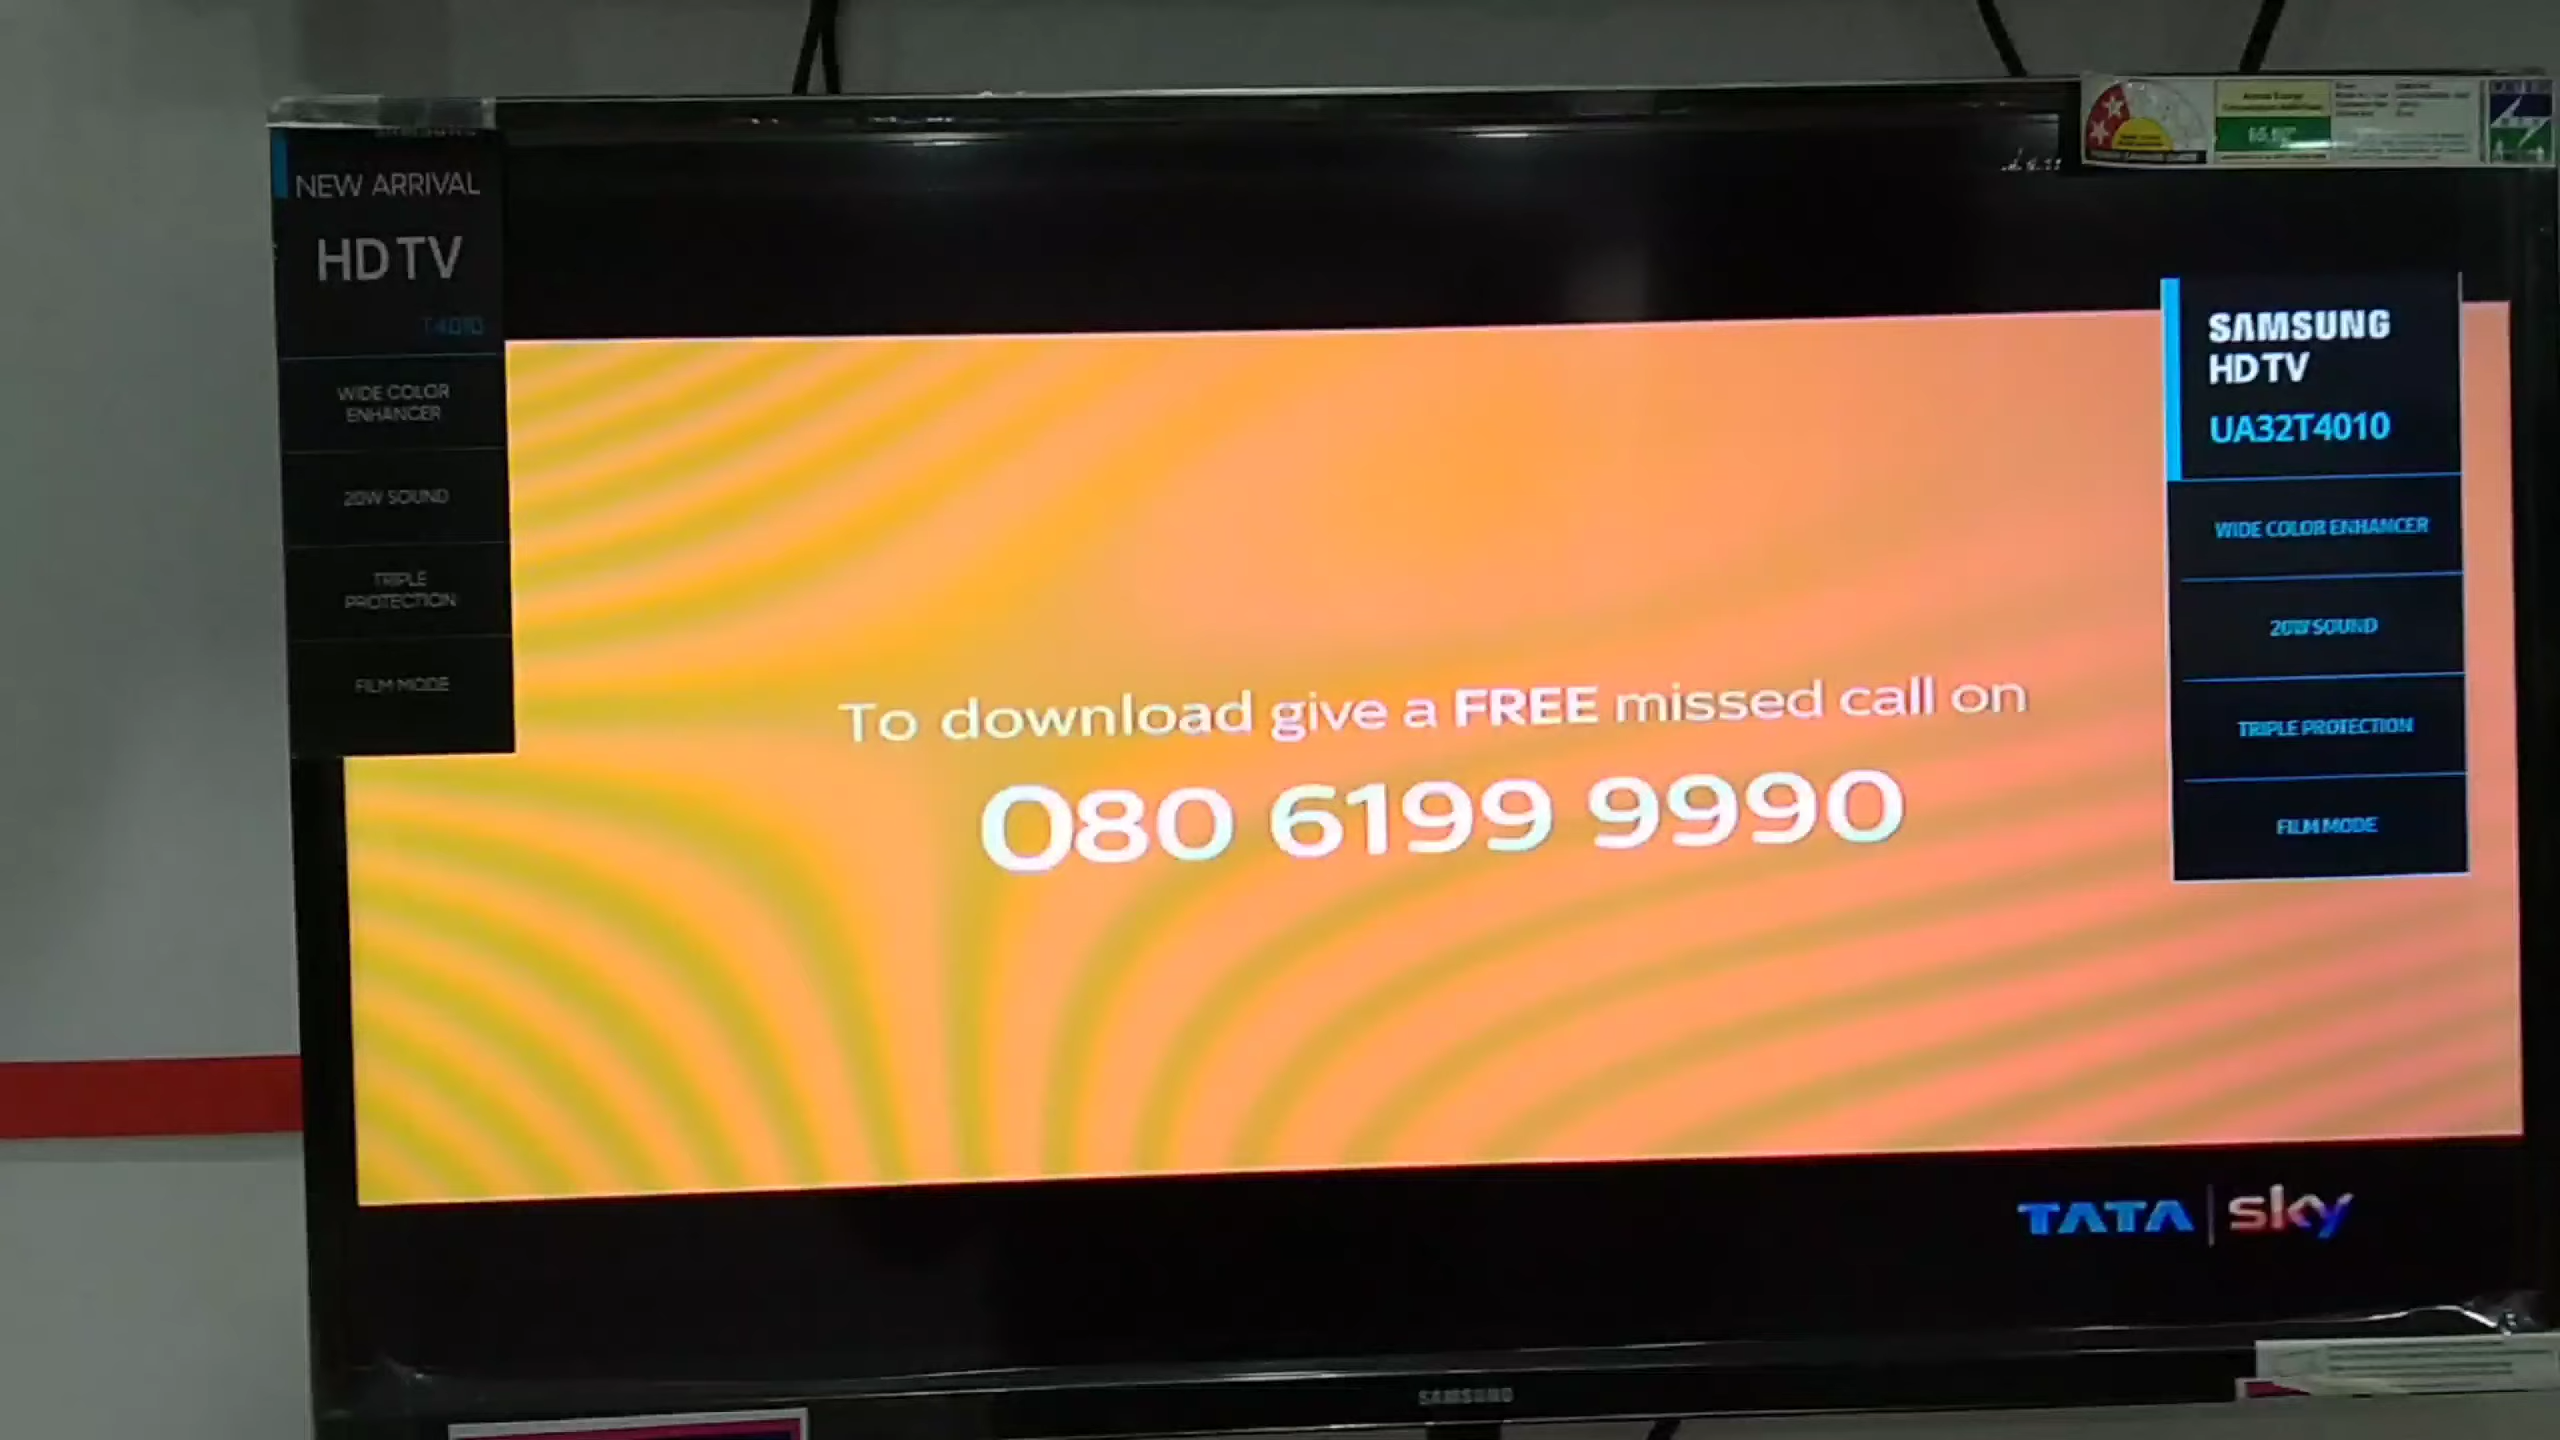 NEW ARRIVAL
HDTV
T4010
WIDE COLOR
ENHANCER
20W SOUND
TRIPLE
PROTECTION
FILM MODE
To download give a FREE missed call on
080 6199 9990
SAMSUNG
HDTV
UA32T4010
WIDE COLOR ENHANCER
20W SOUND
TRIPLE PROTECTION
FILM MODE
TATA sky
SAMSUNG